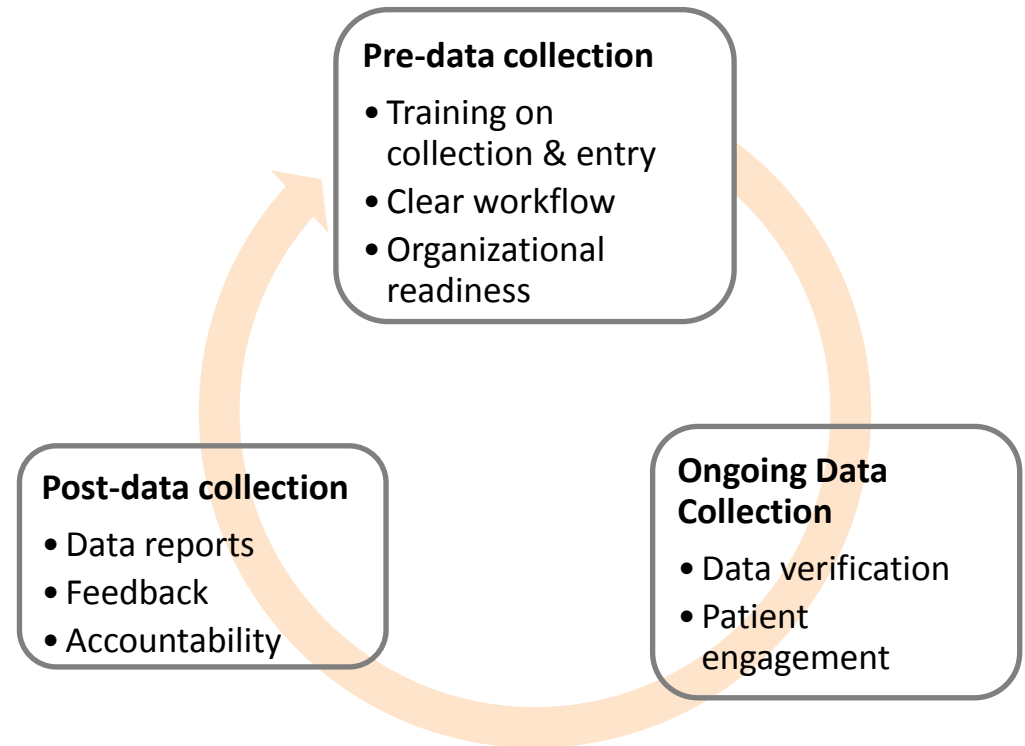 Pre-data collection
• Training on
collection & entry
• Clear workflow
• Organizational
readiness
Ongoing Data
Collection
• Data verification
• Patient
engagement
Post-data collection
• Data reports
• Feedback
• Accountability